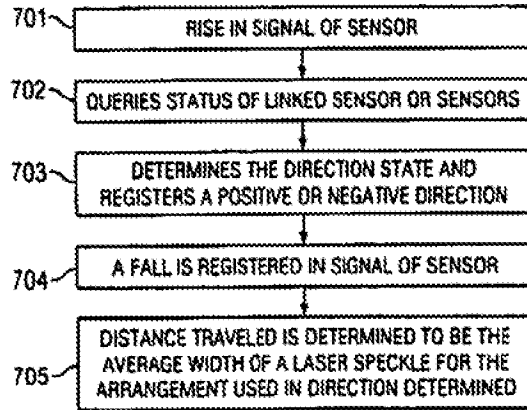 701
RISE IN SIGNAL OF SENSOR
702
QUERIES STATUS OF LINKED SENSOR OR SENSORS
703
DETERMINES THE DIRECTION STATE AND
REGISTERS A POSITIVE OR NEGATIVE DIRECTION
704
A FALL IS REGISTERED IN SIGNAL OF SENSOR
705
DISTANCE TRAVELED IS DETERMINED TO BE THE
AVERAGE WIDTH OF A LASER SPECKLE FOR THE
ARRANGEMENT USED IN DIRECTION DETERMINED